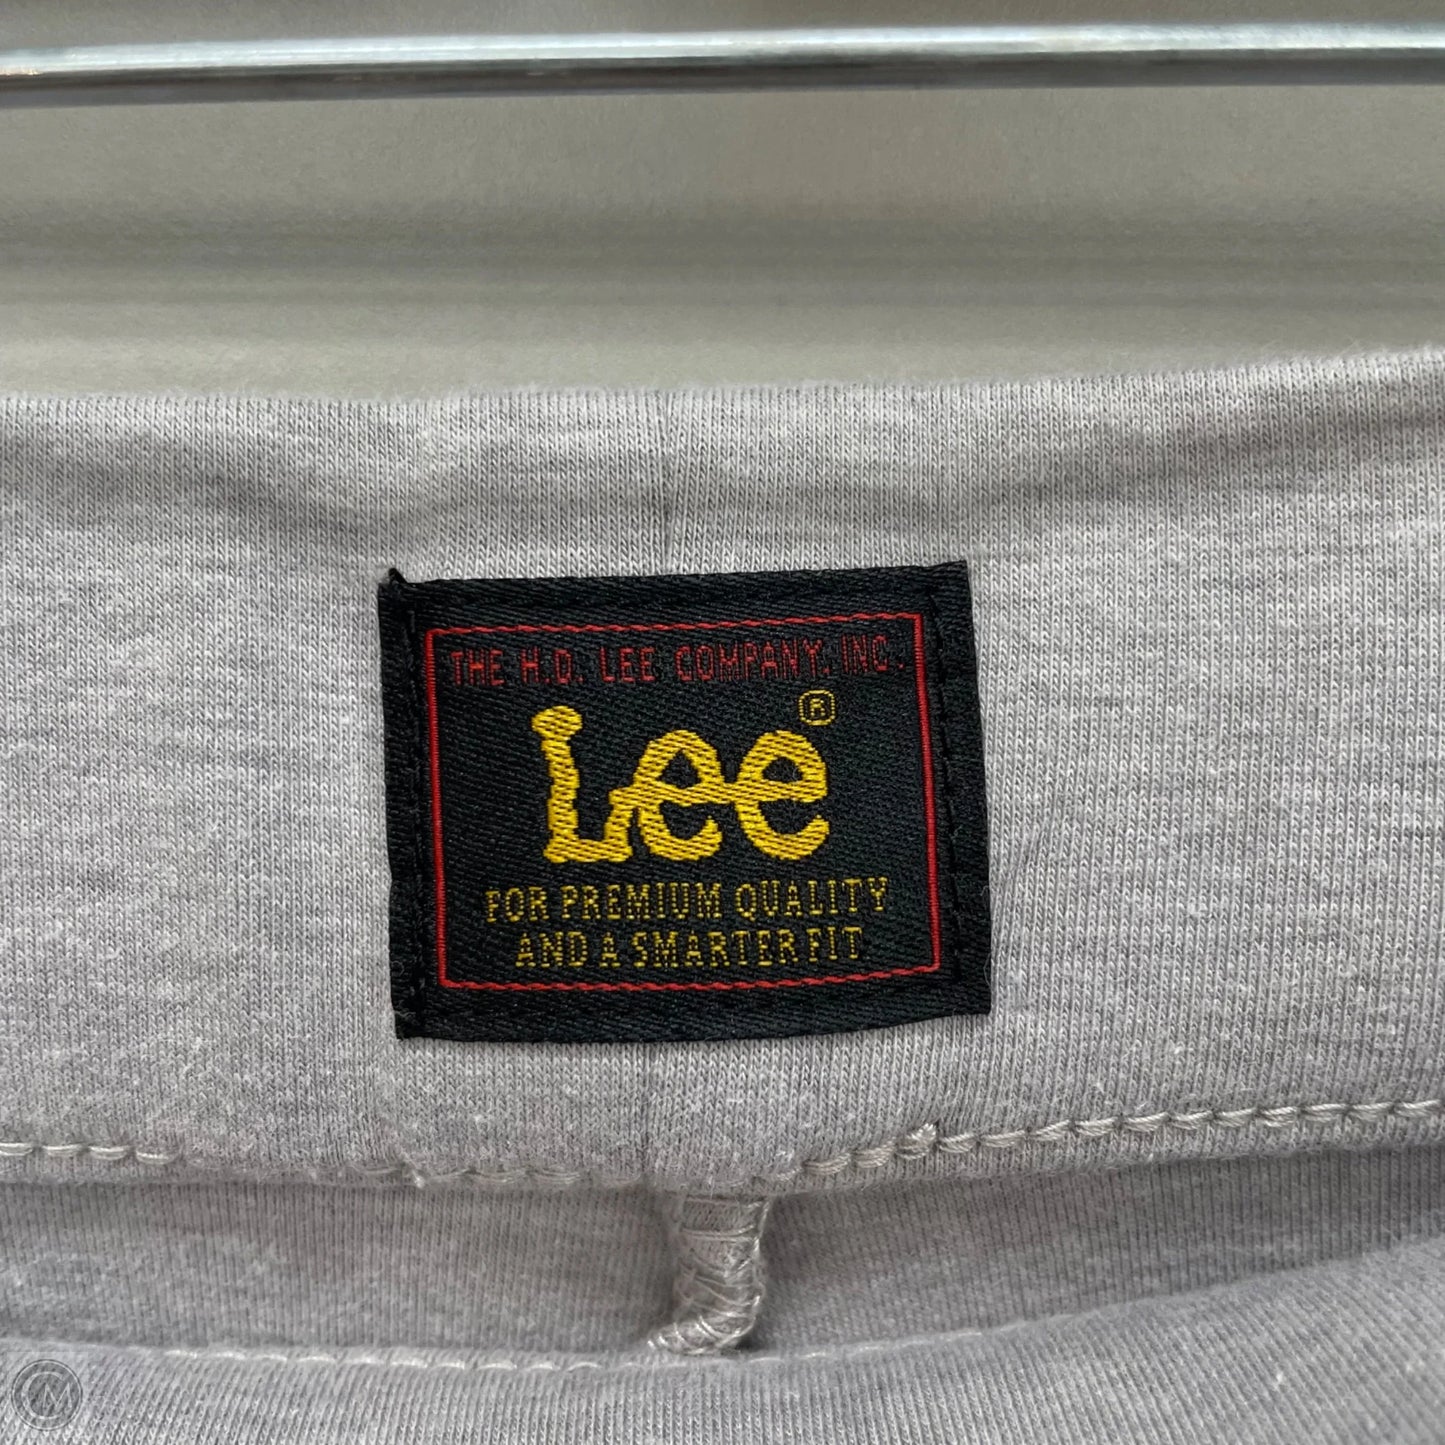 THE H.D. LEE COMPANY, INC.
Lee®
FOR PREMIUM QUALITY
AND A SMARTER FIT